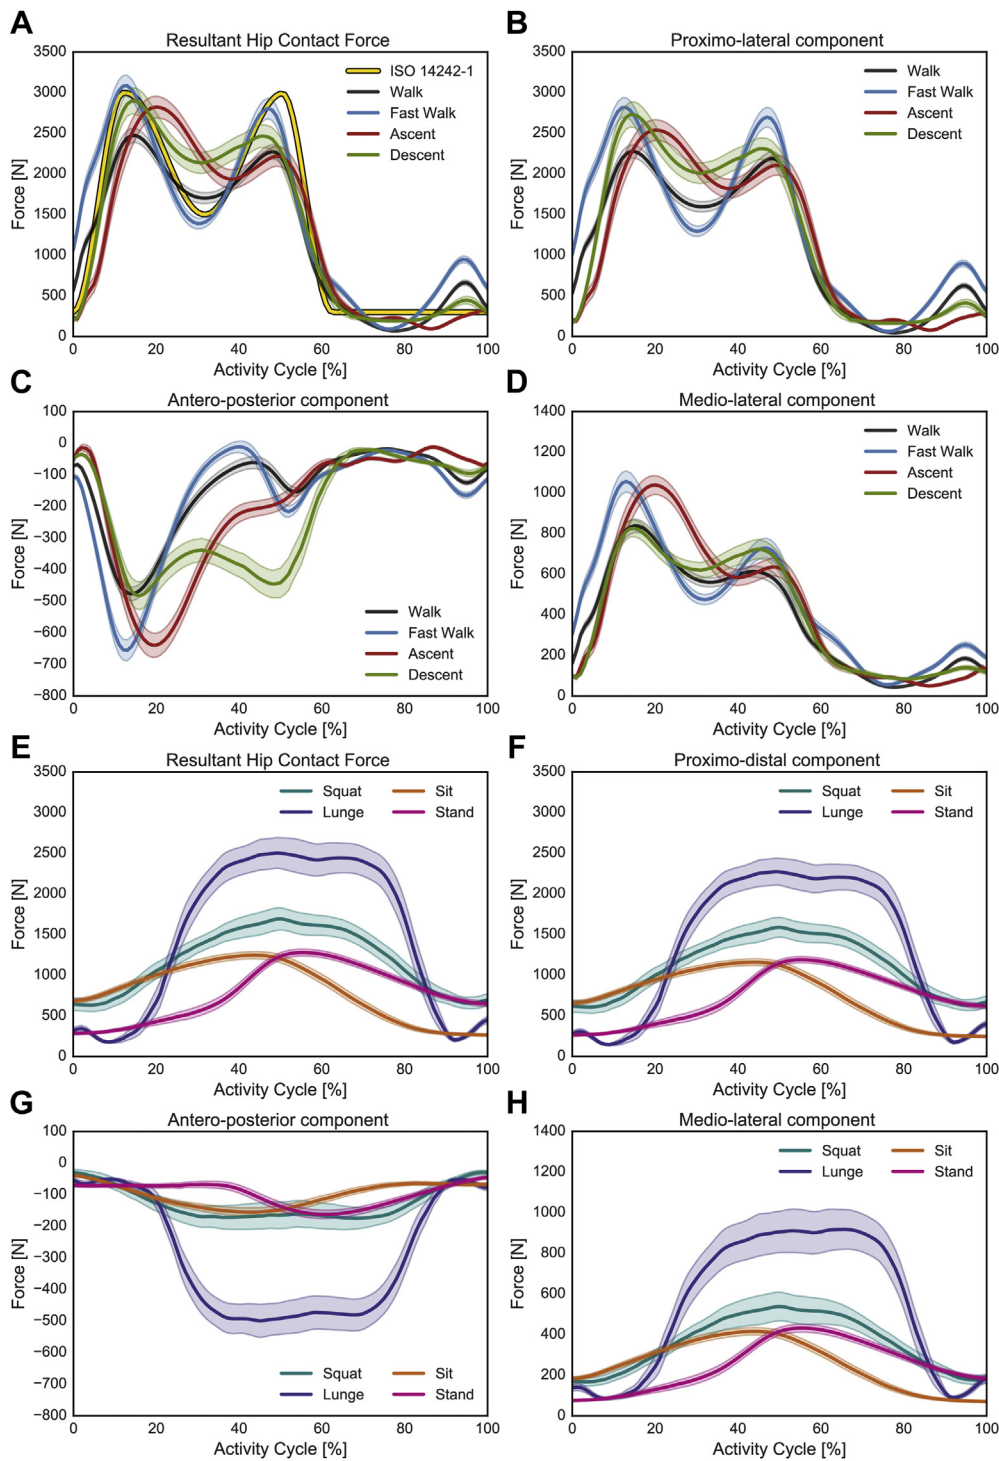 A
Resultant Hip Contact Force
3500
3000
2500
2000
1500
1000
500
0
Force [N]
ISO 14242-1
Walk
Fast Walk
Ascent
Descent
0 20 40 60 80 100
Activity Cycle [%]
B
Proximo-lateral component
3500
3000
2500
2000
1500
1000
500
0
Force [N]
Walk
Fast Walk
Ascent
Descent
0 20 40 60 80 100
Activity Cycle [%]
C
Antero-posterior component
100
0
−100
−200
−300
−400
−500
−600
−700
−800
Force [N]
Walk
Fast Walk
Ascent
Descent
0 20 40 60 80 100
Activity Cycle [%]
D
Medio-lateral component
1400
1200
1000
800
600
400
200
0
Force [N]
Walk
Fast Walk
Ascent
Descent
0 20 40 60 80 100
Activity Cycle [%]
E
Resultant Hip Contact Force
3500
3000
2500
2000
1500
1000
500
0
Force [N]
Squat Sit
Lunge Stand
0 20 40 60 80 100
Activity Cycle [%]
F
Proximo-distal component
3500
3000
2500
2000
1500
1000
500
0
Force [N]
Squat Sit
Lunge Stand
0 20 40 60 80 100
Activity Cycle [%]
G
Antero-posterior component
100
0
−100
−200
−300
−400
−500
−600
−700
−800
Force [N]
Squat Sit
Lunge Stand
0 20 40 60 80 100
Activity Cycle [%]
H
Medio-lateral component
1400
1200
1000
800
600
400
200
0
Force [N]
Squat Sit
Lunge Stand
0 20 40 60 80 100
Activity Cycle [%]